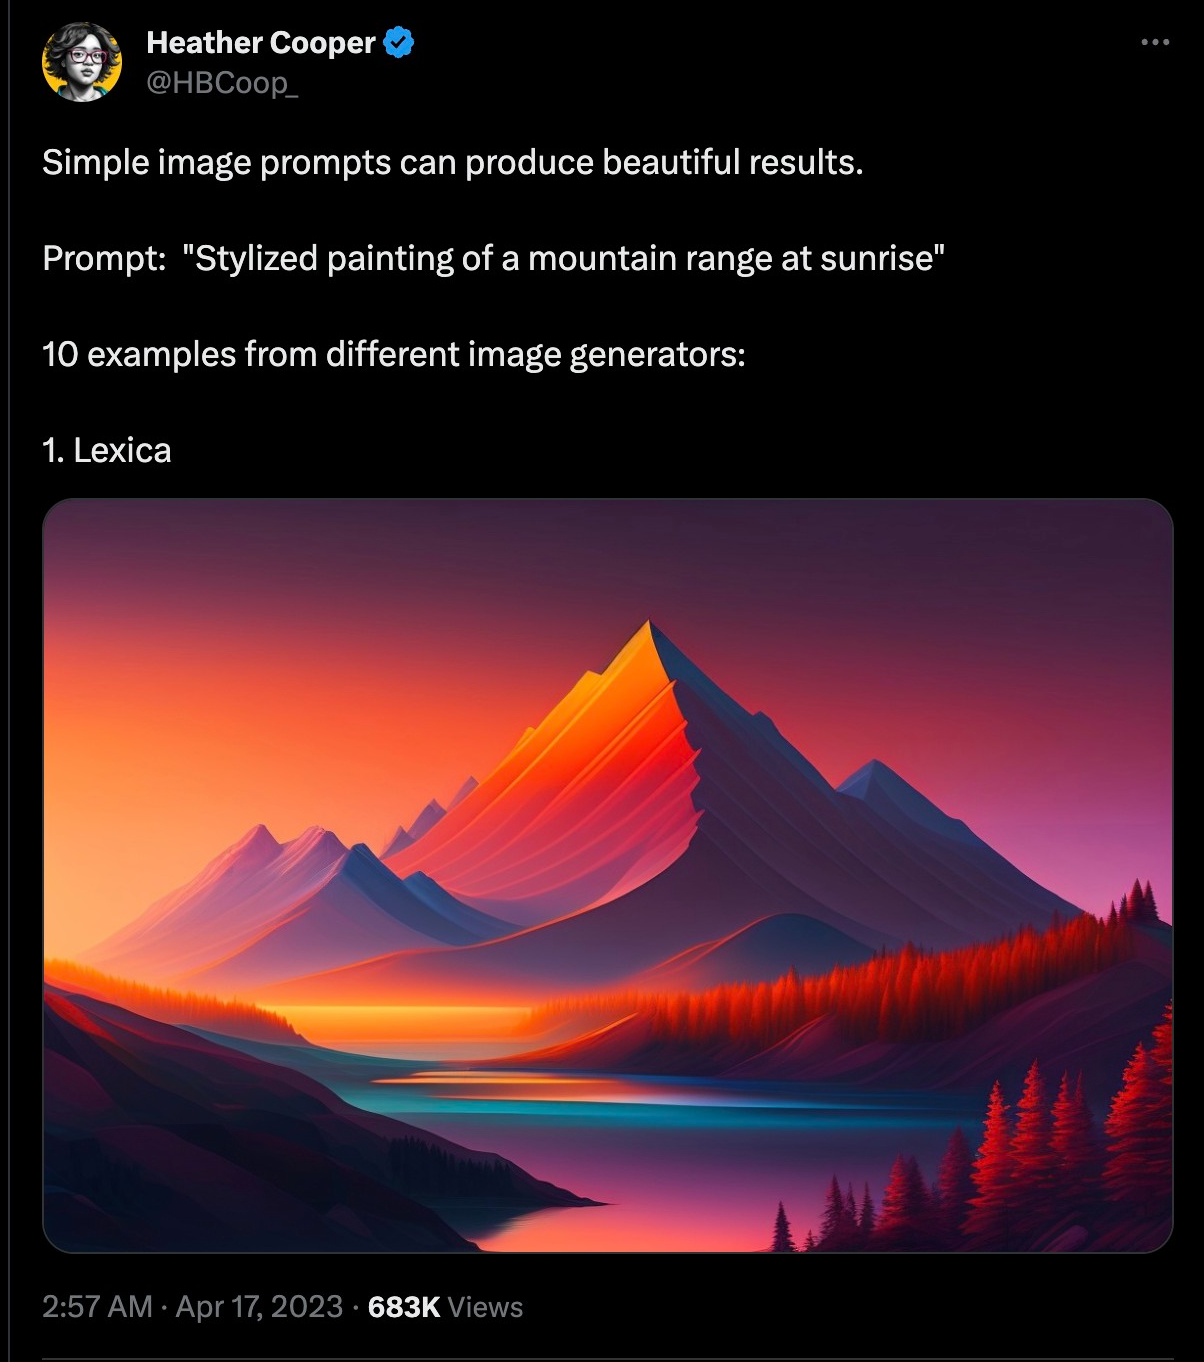 Heather Cooper
@HBCoop_
Simple image prompts can produce beautiful results.
Prompt:  "Stylized painting of a mountain range at sunrise"
10 examples from different image generators:
1. Lexica
2:57 AM · Apr 17, 2023 · 683K Views